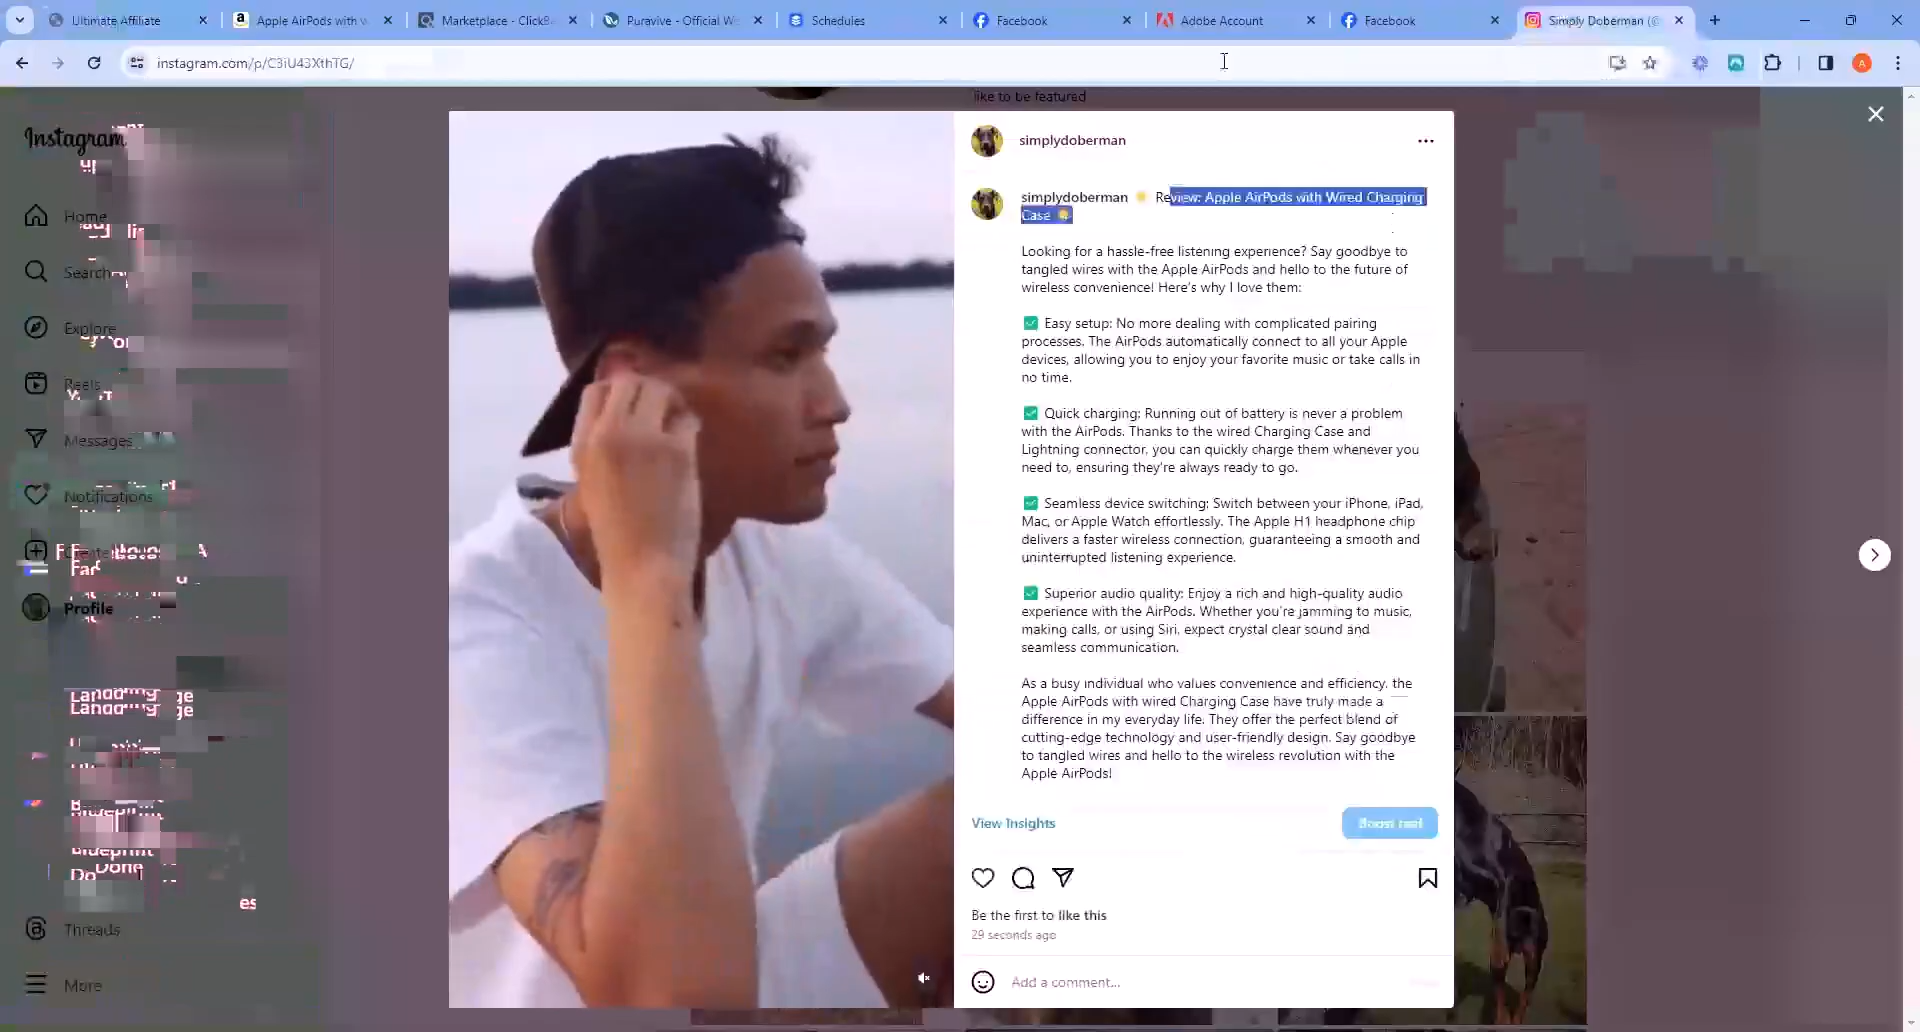 Ultimate Affiliate
Apple AirPods with w
Marketplace - ClickBa
Puravive - Official We
Schedules
Facebook
Adobe Account
Facebook
Simply Doberman (@
instagram.com/p/C3iU43XthTG/
A
like to be featured
Instagram
Home
Search
Explore
Reels
Messages
Notifications
Create
Profile
Threads
More
simplydoberman
simplydoberman Review: Apple AirPods with Wired Charging
Case
Looking for a hassle-free listening experience? Say goodbye to
tangled wires with the Apple AirPods and hello to the future of
wireless convenience! Here's why I love them:
✅ Easy setup: No more dealing with complicated pairing
processes. The AirPods automatically connect to all your Apple
devices, allowing you to enjoy your favorite music or take calls in
no time.
✅ Quick charging: Running out of battery is never a problem
with the AirPods. Thanks to the wired Charging Case and
Lightning connector, you can quickly charge them whenever you
need to, ensuring they're always ready to go.
✅ Seamless device switching: Switch between your iPhone, iPad,
Mac, or Apple Watch effortlessly. The Apple H1 headphone chip
delivers a faster wireless connection, guaranteeing a smooth and
uninterrupted listening experience.
✅ Superior audio quality: Enjoy a rich and high-quality audio
experience with the AirPods. Whether you're jamming to music,
making calls, or using Siri, expect crystal clear sound and
seamless communication.
As a busy individual who values convenience and efficiency, the
Apple AirPods with wired Charging Case have truly made a
difference in my everyday life. They offer the perfect blend of
cutting-edge technology and user-friendly design. Say goodbye
to tangled wires and hello to the wireless revolution with the
Apple AirPods!
View Insights
Boost reel
Be the first to like this
29 seconds ago
Add a comment...